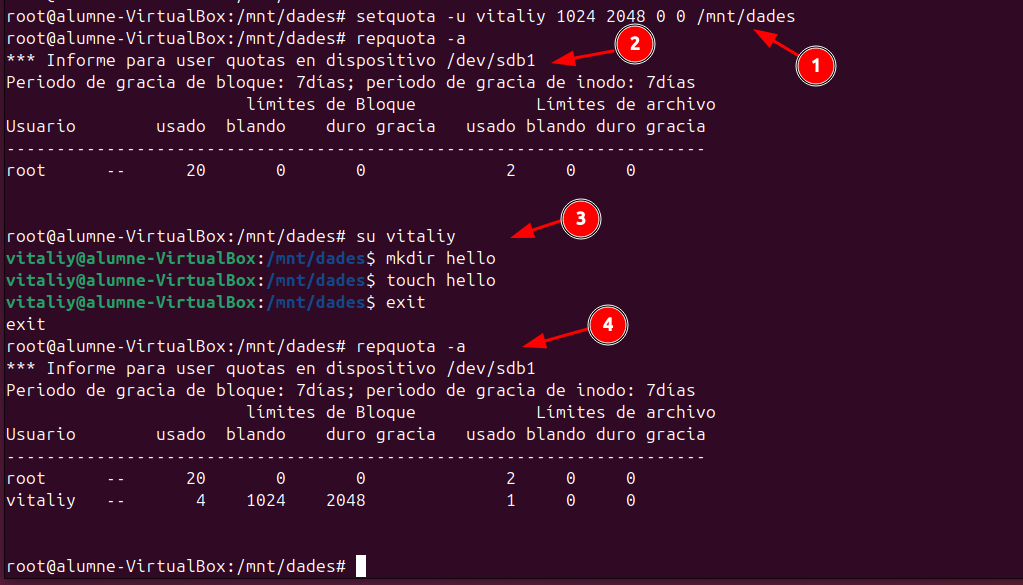 root@alumne-VirtualBox:/mnt/dades# setquota -u vitaliy 1024 2048 0 0 /mnt/dades
1
root@alumne-VirtualBox:/mnt/dades# repquota -a
2
*** Informe para user quotas en dispositivo /dev/sdb1
Periodo de gracia de bloque: 7días; periodo de gracia de inodo: 7días
                        límites de Bloque            Límites de archivo
Usuario        usado  blando    duro gracia   usado blando duro gracia
----------------------------------------------------------------------
root      --      20       0       0              2     0     0
root@alumne-VirtualBox:/mnt/dades# su vitaliy
3
vitaliy@alumne-VirtualBox:/mnt/dades$ mkdir hello
vitaliy@alumne-VirtualBox:/mnt/dades$ touch hello
vitaliy@alumne-VirtualBox:/mnt/dades$ exit
exit
root@alumne-VirtualBox:/mnt/dades# repquota -a
4
*** Informe para user quotas en dispositivo /dev/sdb1
Periodo de gracia de bloque: 7días; periodo de gracia de inodo: 7días
                        límites de Bloque            Límites de archivo
Usuario        usado  blando    duro gracia   usado blando duro gracia
----------------------------------------------------------------------
root      --      20       0       0              2     0     0
vitaliy   --       4    1024    2048              1     0     0
root@alumne-VirtualBox:/mnt/dades#